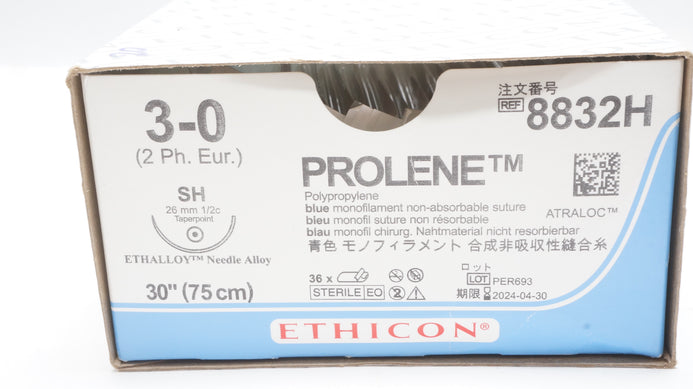 3-0
(2 Ph. Eur.)
SH
26 mm 1/2c
Taperpoint
ETHALLOY™ Needle Alloy
30" (75 cm)
注文番号
REF 8832H
PROLENE™
Polypropylene
blue monofilament non-absorbable suture
bleu monofil suture non résorbable
blau monofil chirurg. Nahtmaterial nicht resorbierbar
青色 モノフィラメント 合成非吸収性縫合糸
ATRALOC™
36 x
STERILE EO
ロット
LOT PER693
期限 2024-04-30
ETHICON®